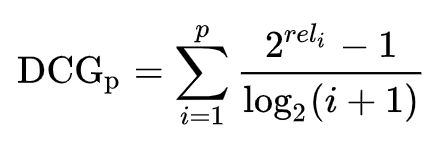 DCG_p = \sum_{i=1}^{p} \frac{2^{rel_i} - 1}{\log_2(i + 1)}